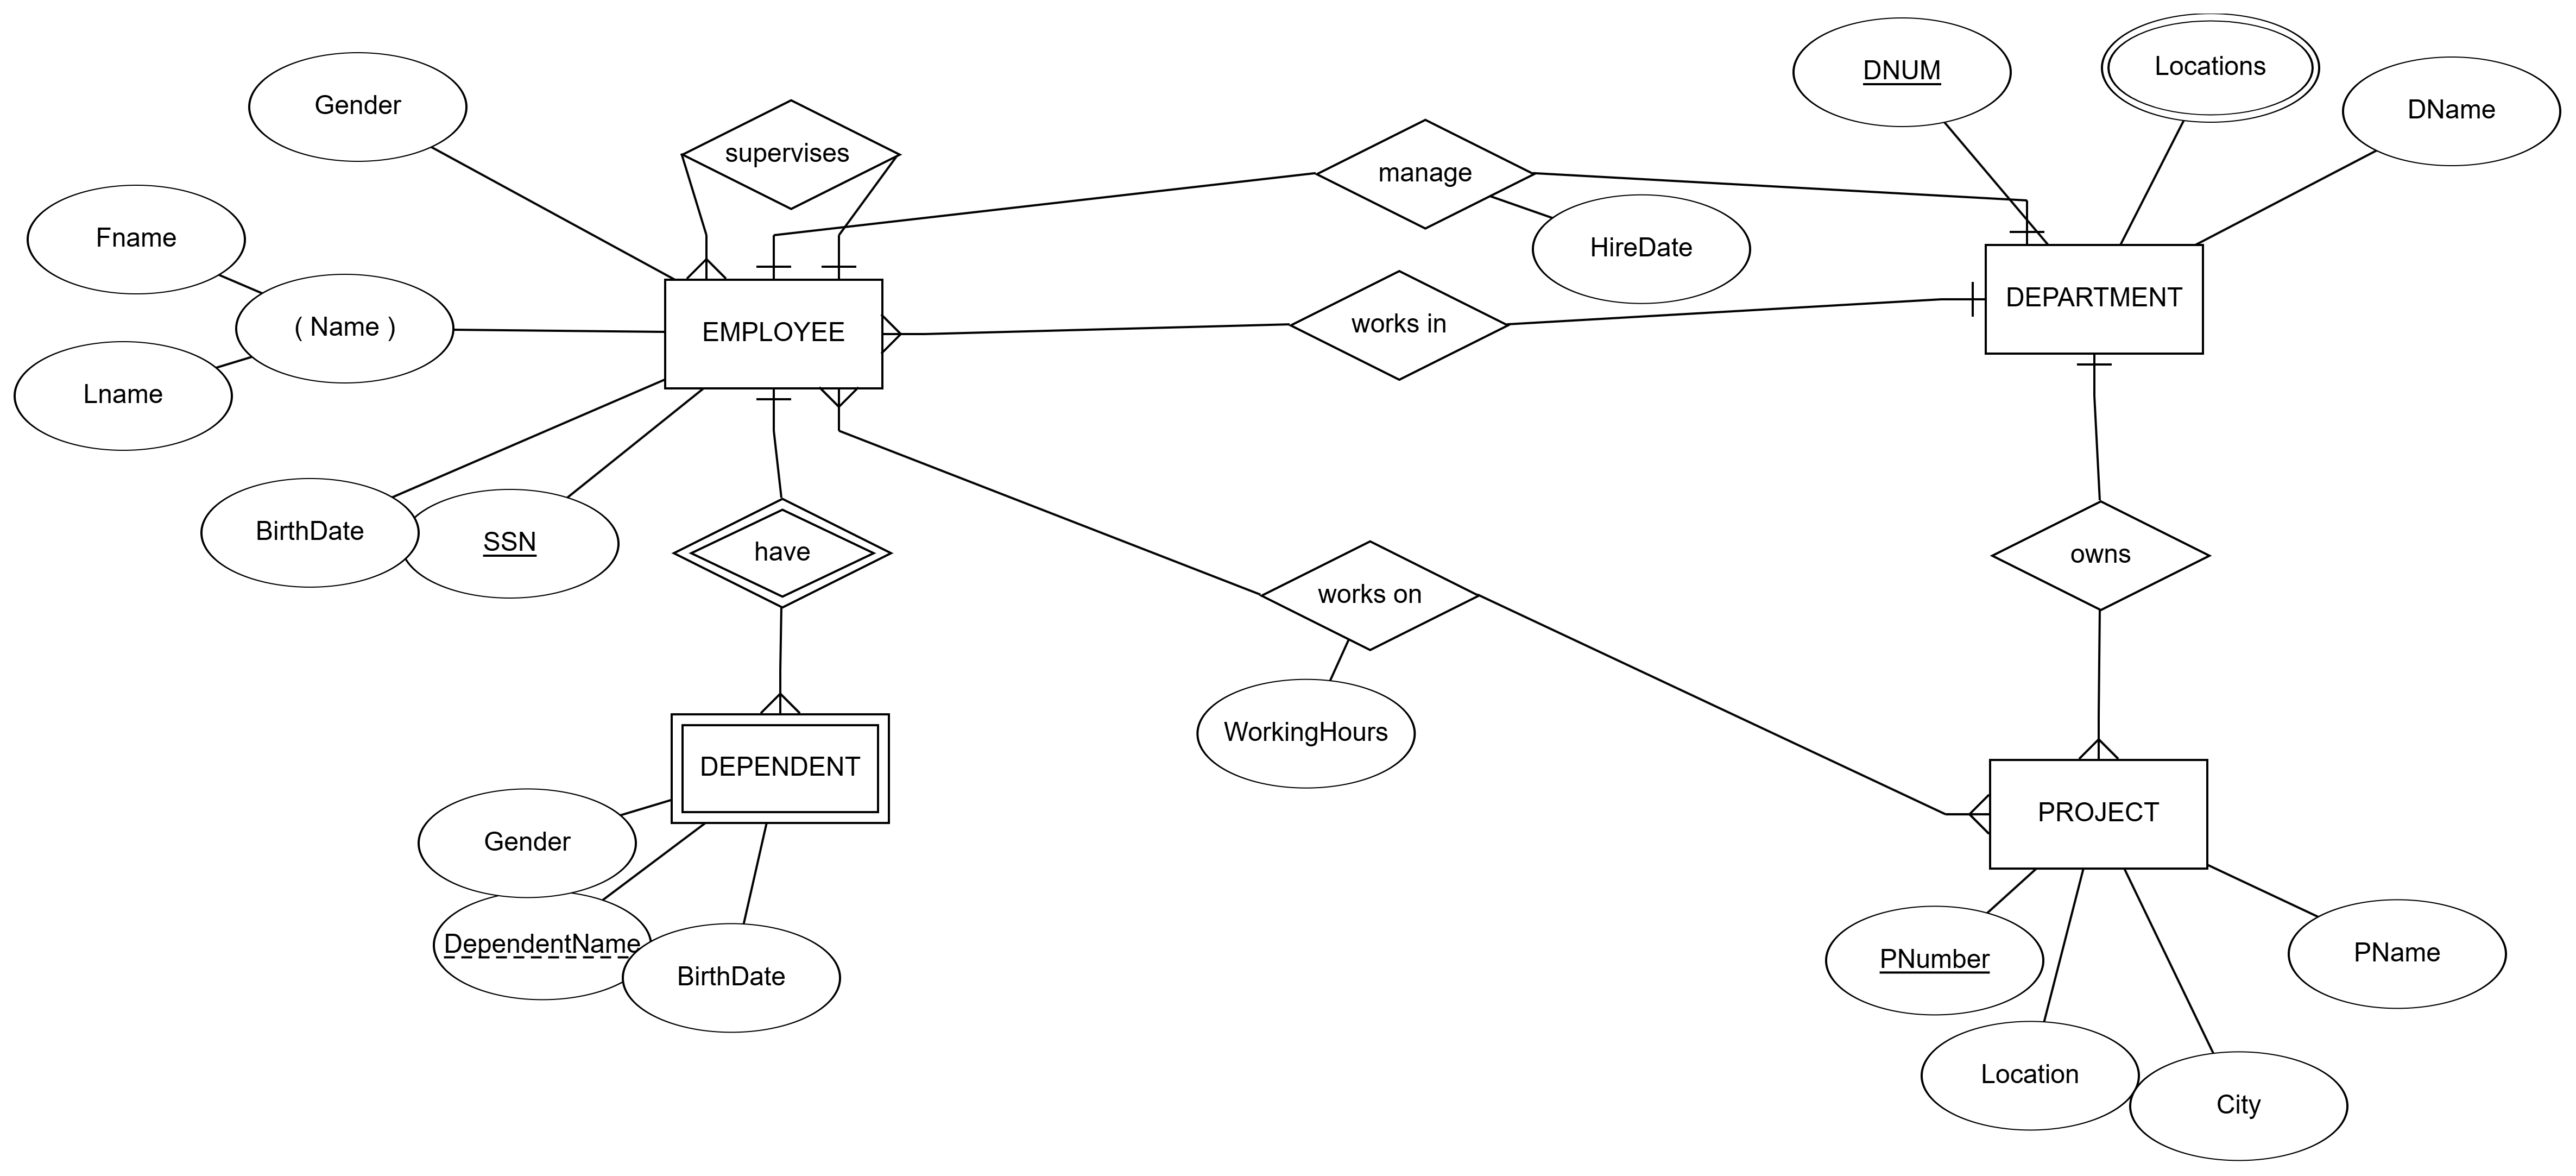 DNUM
Locations
DName
Gender
supervises
manage
Fname
HireDate
( Name )
EMPLOYEE
works in
DEPARTMENT
Lname
BirthDate
SSN
have
works on
owns
WorkingHours
DEPENDENT
PROJECT
Gender
DependentName
BirthDate
PNumber
PName
Location
City